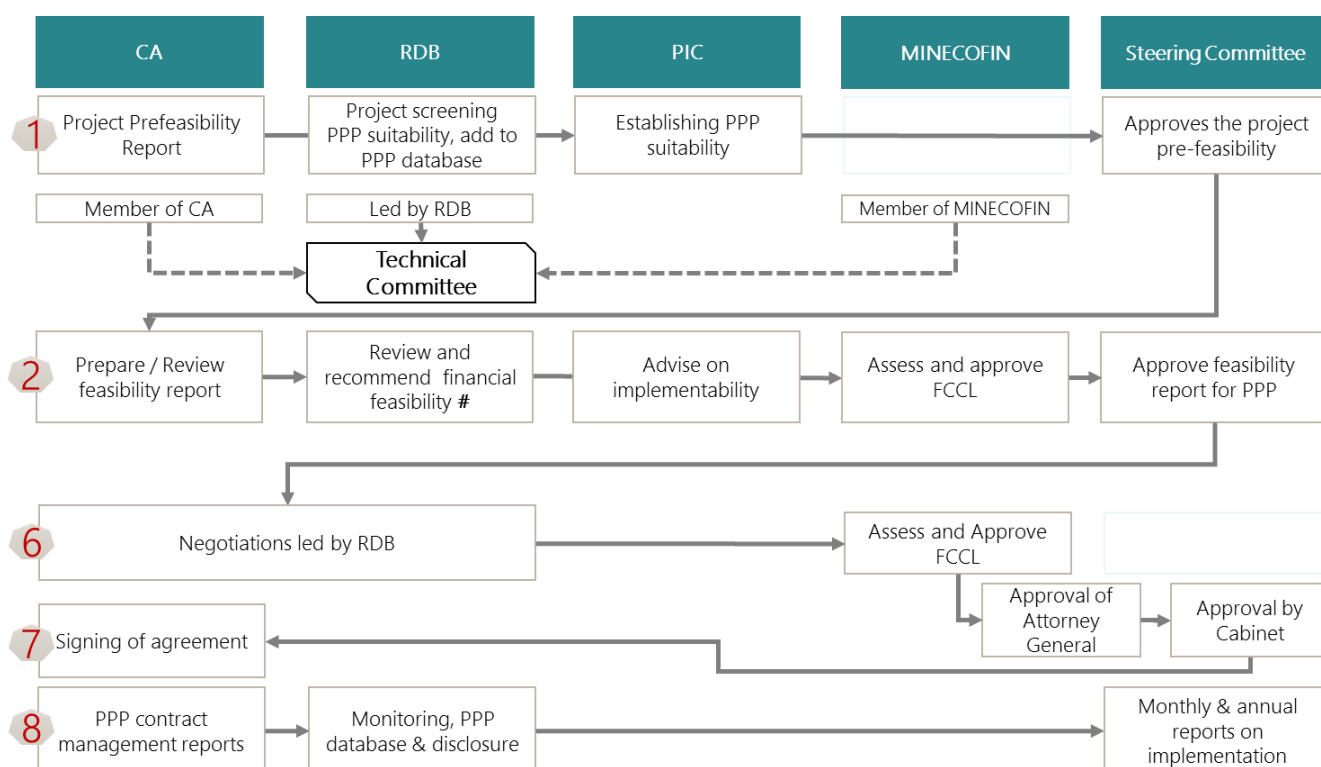 CA
RDB
PIC
MINECOFIN
Steering Committee
1
Project Prefeasibility
Report
Project screening
PPP suitability, add to
PPP database
Establishing PPP
suitability
Approves the project
pre-feasibility
Member of CA
Led by RDB
Member of MINECOFIN
Technical
Committee
2
Prepare / Review
feasibility report
Review and
recommend financial
feasibility #
Advise on
implementability
Assess and approve
FCCL
Approve feasibility
report for PPP
6
Negotiations led by RDB
Assess and Approve
FCCL
Approval of
Attorney
General
Approval by
Cabinet
7
Signing of agreement
8
PPP contract
management reports
Monitoring, PPP
database & disclosure
Monthly & annual
reports on
implementation